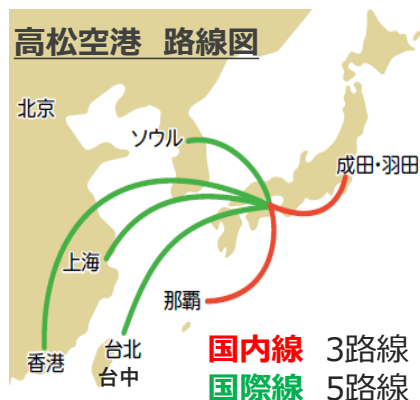 高松空港 路線図
北京
ソウル
成田・羽田
上海
那覇
香港
台北
台中
国内線 3路線
国際線 5路線